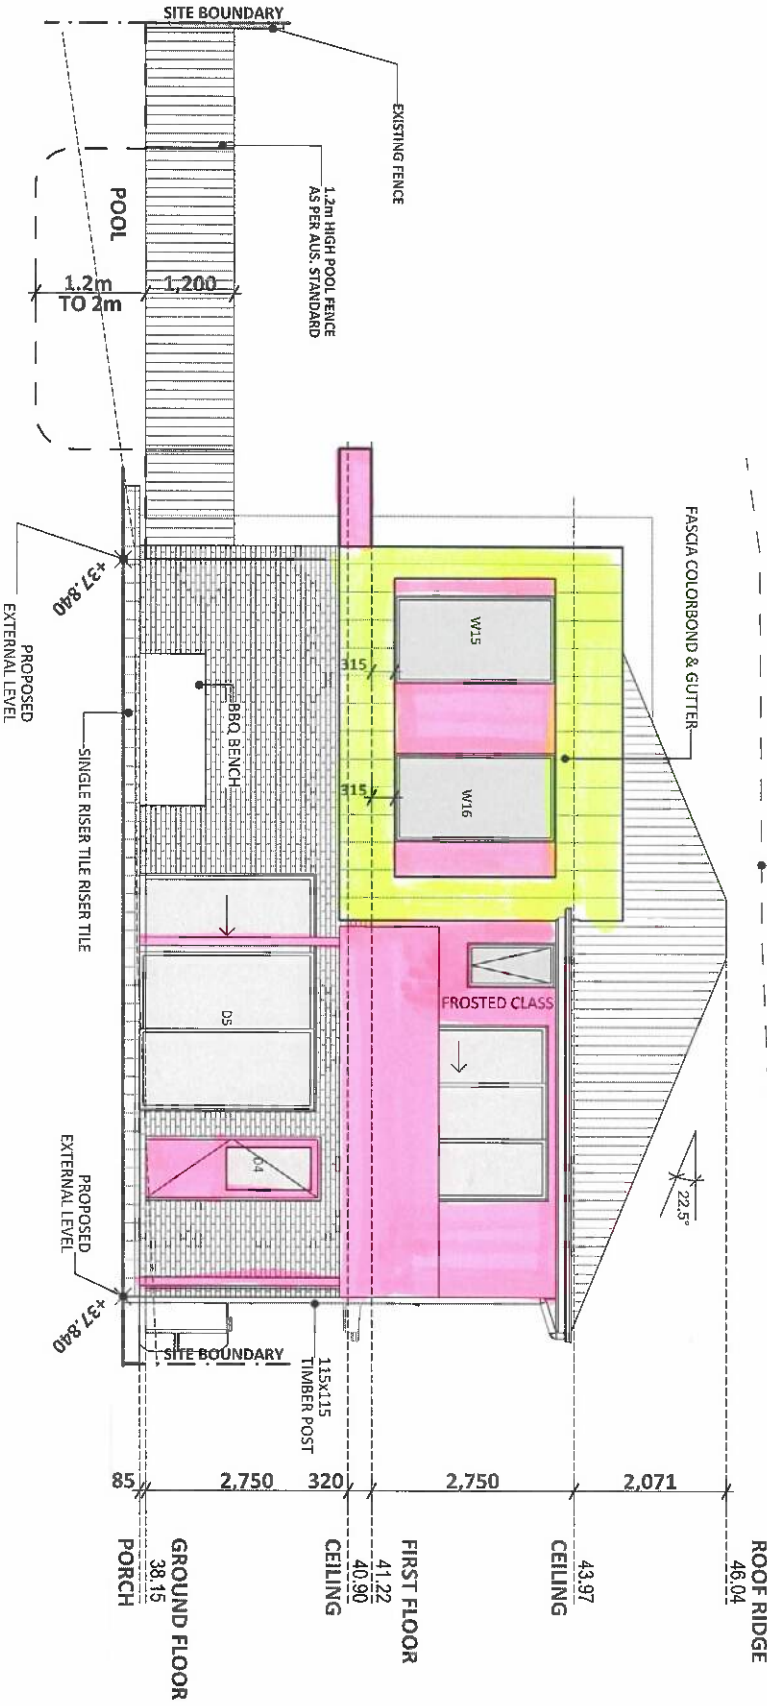 SITE BOUNDARY
EXISTING FENCE
1.2m HIGH POOL FENCE
AS PER AUS. STANDARD
POOL
1.2m
TO 2m
1,200
FASCIA COLORBOND & GUTTER
W15
W16
315
315
+37.840
PROPOSED
EXTERNAL LEVEL
BBQ BENCH
SINGLE RISER TILE RISER TILE
D5
FROSTED CLASS
D4
22.5°
PROPOSED
EXTERNAL LEVEL
+37.840
SITE BOUNDARY
115x115
TIMBER POST
85
2,750
320
2,750
2,071
ROOF RIDGE
46.04
43.97
CEILING
FIRST FLOOR
41.22
40.90
CEILING
GROUND FLOOR
38.15
PORCH